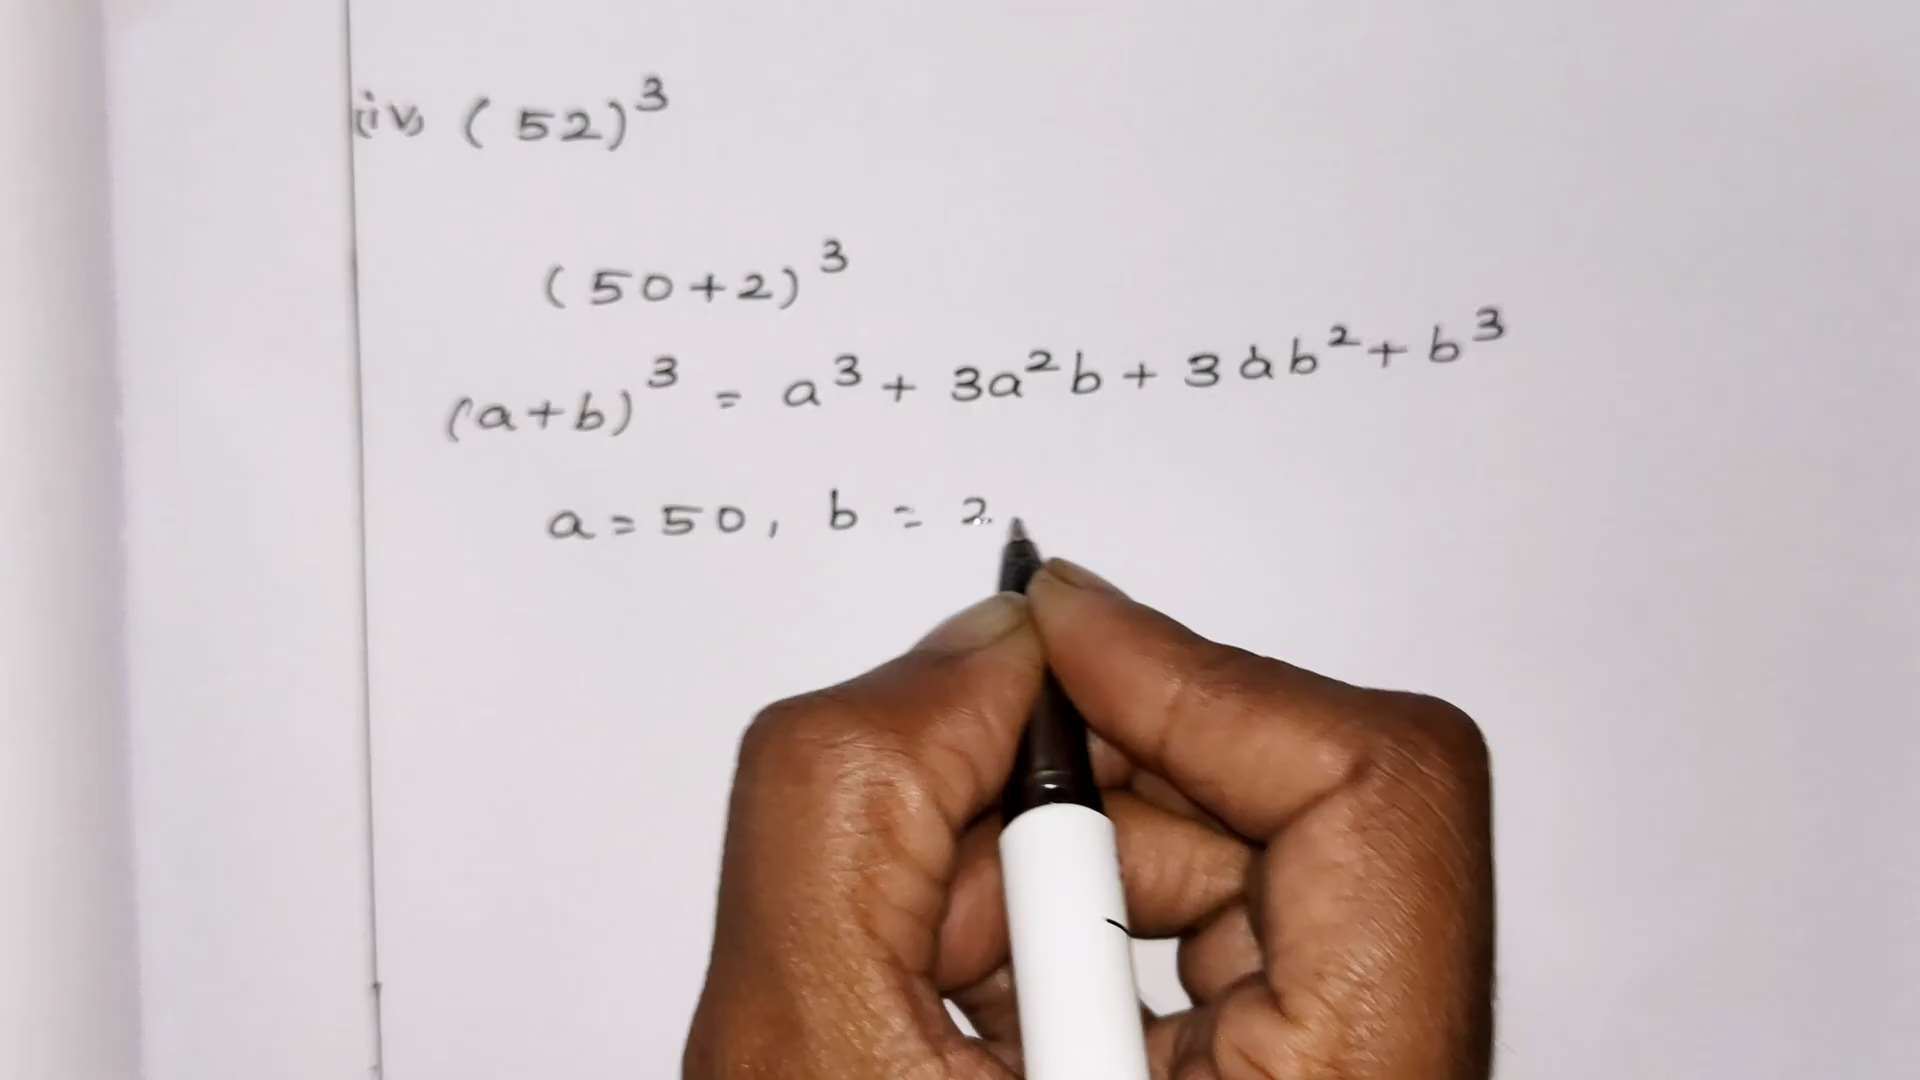 (iv) (52)³
(50+2)³
(a+b)³ = a³ + 3a²b + 3ab² + b³
a = 50, b = 2